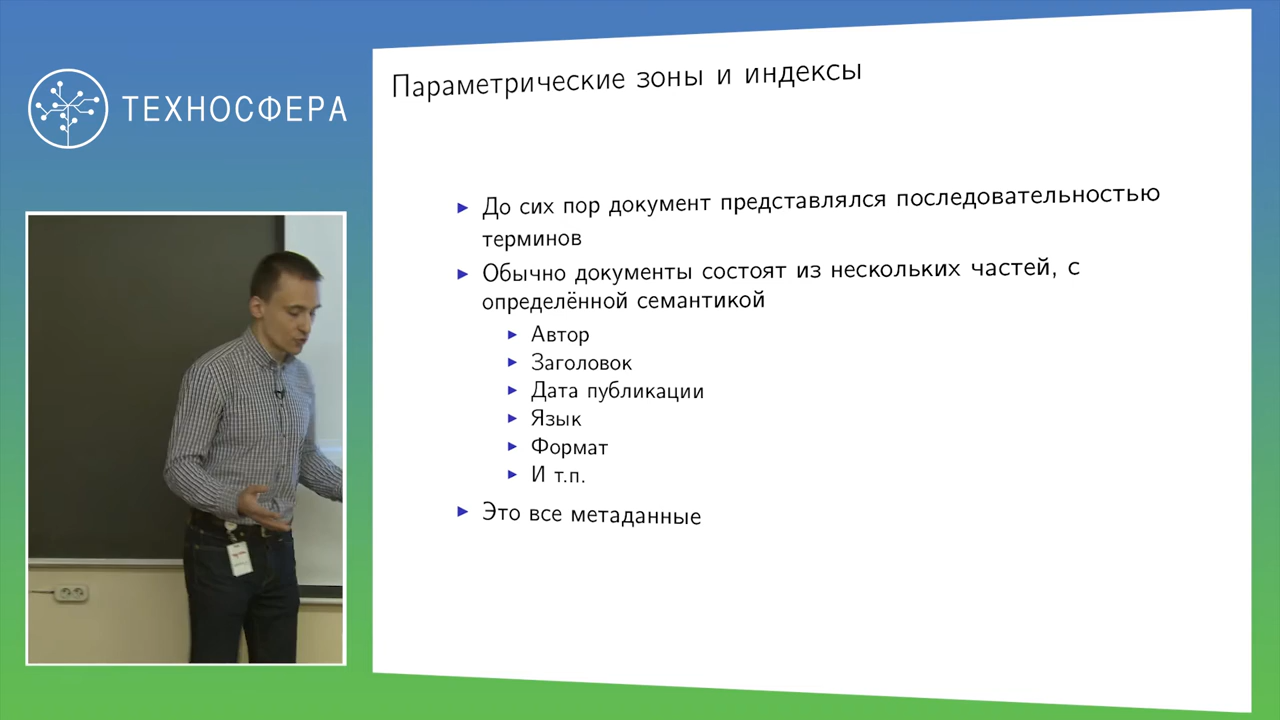 ТЕХНОСФЕРА
Параметрические зоны и индексы
До сих пор документ представлялся последовательностью
терминов
Обычно документы состоят из нескольких частей, с
определённой семантикой
Автор
Заголовок
Дата публикации
Язык
Формат
И т.п.
Это все метаданные